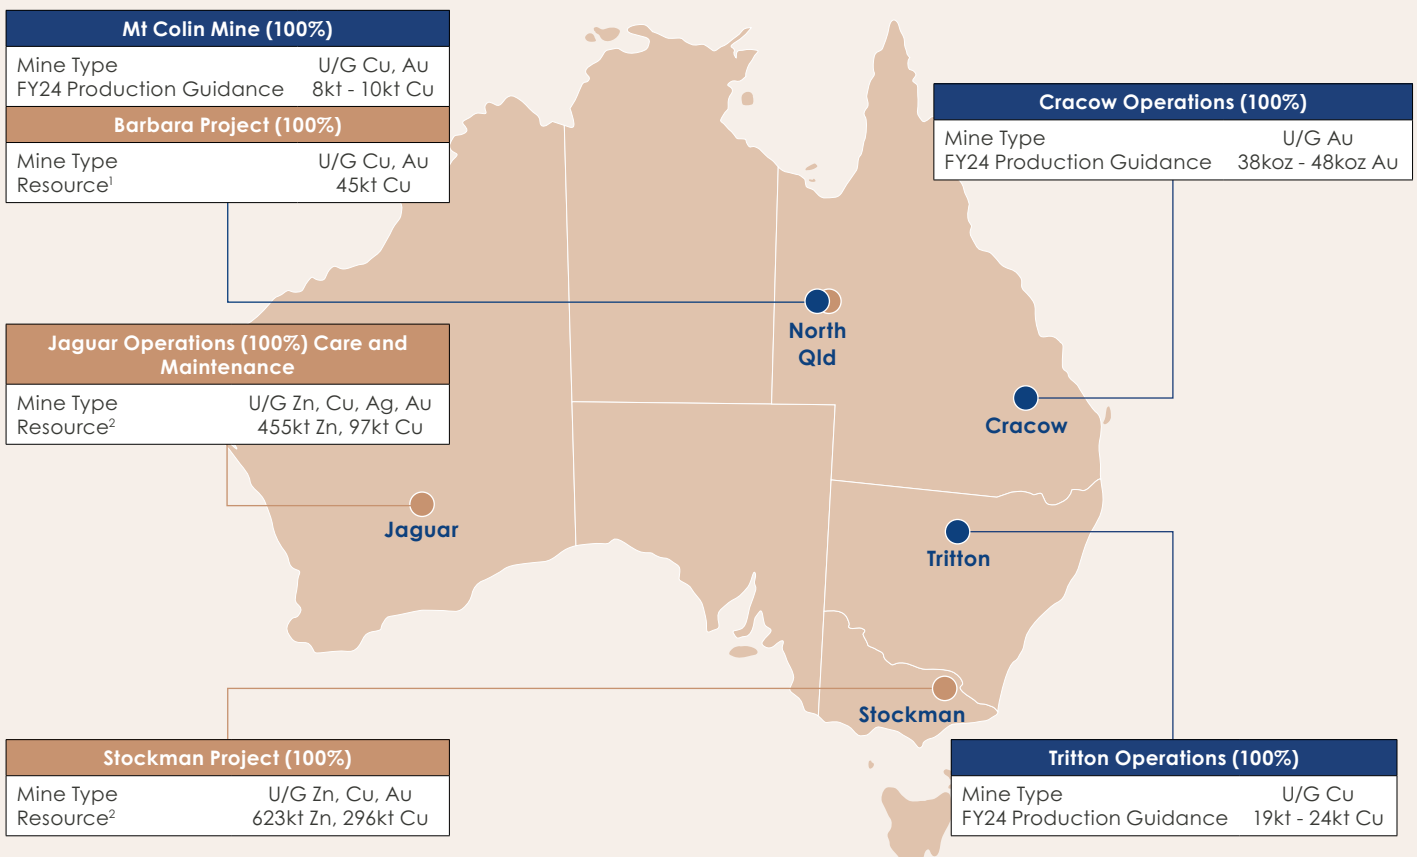 Mt Colin Mine (100%)
Mine Type U/G Cu, Au
FY24 Production Guidance 8kt - 10kt Cu
Barbara Project (100%)
Mine Type U/G Cu, Au
Resource¹ 45kt Cu
Cracow Operations (100%)
Mine Type U/G Au
FY24 Production Guidance 38koz - 48koz Au
Jaguar Operations (100%) Care and
Maintenance
Mine Type U/G Zn, Cu, Ag, Au
Resource² 455kt Zn, 97kt Cu
North
Qld
Cracow
Jaguar
Tritton
Stockman
Stockman Project (100%)
Mine Type U/G Zn, Cu, Au
Resource² 623kt Zn, 296kt Cu
Tritton Operations (100%)
Mine Type U/G Cu
FY24 Production Guidance 19kt - 24kt Cu